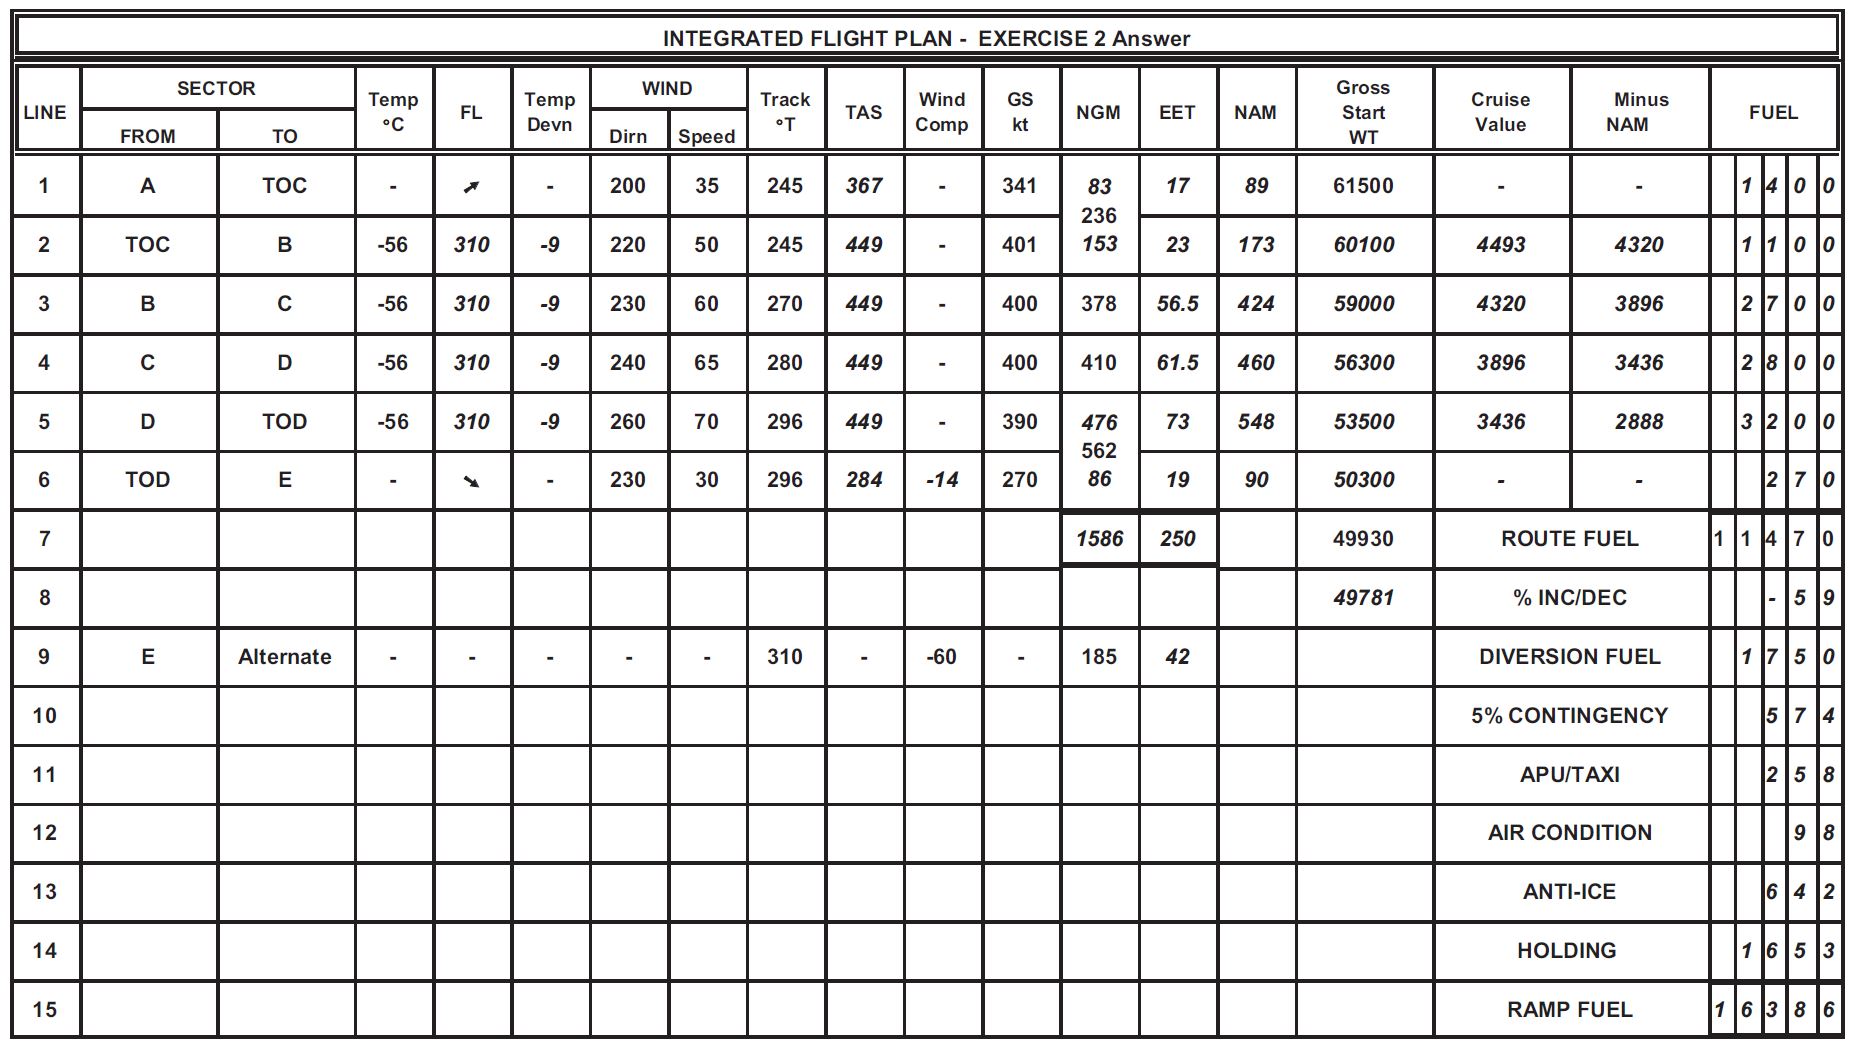 INTEGRATED FLIGHT PLAN - EXERCISE 2 Answer
LINE SECTOR Temp °C FL Temp Devn WIND Track °T TAS Wind Comp GS kt NGM EET NAM Gross Start WT Cruise Value Minus NAM FUEL
FROM TO Dirn Speed
1 A TOC - ➚ - 200 35 245 367 - 341 83 17 89 61500 - - 1 4 0 0
236
2 TOC B -56 310 -9 220 50 245 449 - 401 153 23 173 60100 4493 4320 1 1 0 0
3 B C -56 310 -9 230 60 270 449 - 400 378 56.5 424 59000 4320 3896 2 7 0 0
4 C D -56 310 -9 240 65 280 449 - 400 410 61.5 460 56300 3896 3436 2 8 0 0
5 D TOD -56 310 -9 260 70 296 449 - 390 476 73 548 53500 3436 2888 3 2 0 0
562
6 TOD E - ➘ - 230 30 296 284 -14 270 86 19 90 50300 - - 2 7 0
7 1586 250 49930 ROUTE FUEL 1 1 4 7 0
8 49781 % INC/DEC - 5 9
9 E Alternate - - - - - 310 - -60 - 185 42 DIVERSION FUEL 1 7 5 0
10 5% CONTINGENCY 5 7 4
11 APU/TAXI 2 5 8
12 AIR CONDITION 9 8
13 ANTI-ICE 6 4 2
14 HOLDING 1 6 5 3
15 RAMP FUEL 1 6 3 8 6